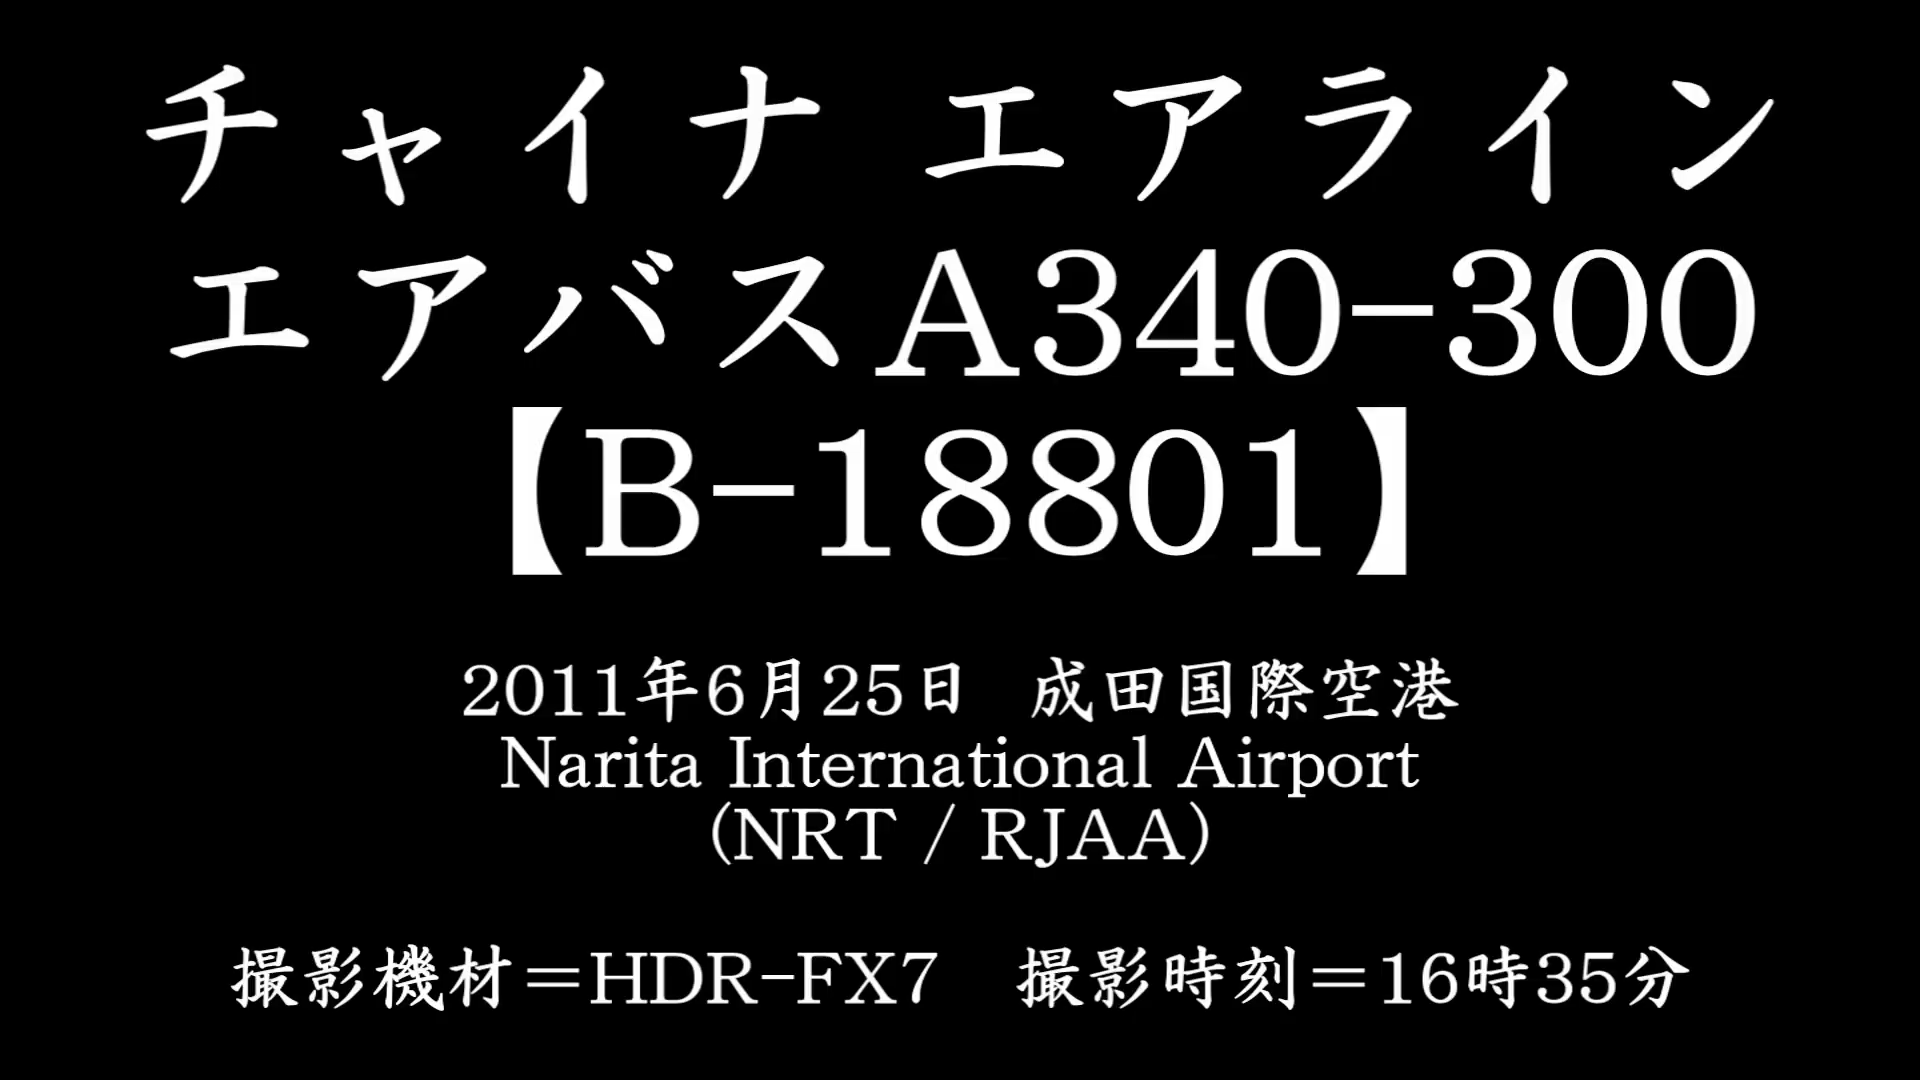 チャイナ エアライン
エアバスA340-300
【B-18801】
2011年6月25日　成田国際空港
Narita International Airport
(NRT / RJAA)
撮影機材＝HDR-FX7　撮影時刻＝16時35分